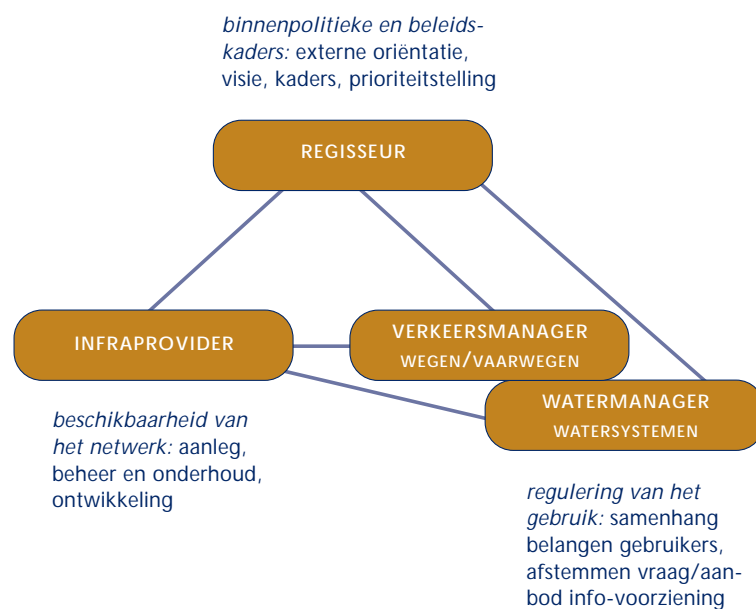 binnenpolitieke en beleids-
kaders: externe oriëntatie,
visie, kaders, prioriteitstelling
REGISSEUR
INFRAPROVIDER
VERKEERSMANAGER
WEGEN/VAARWEGEN
WATERMANAGER
WATERSYSTEMEN
beschikbaarheid van
het netwerk: aanleg,
beheer en onderhoud,
ontwikkeling
regulering van het
gebruik: samenhang
belangen gebruikers,
afstemmen vraag/aan-
bod info-voorziening